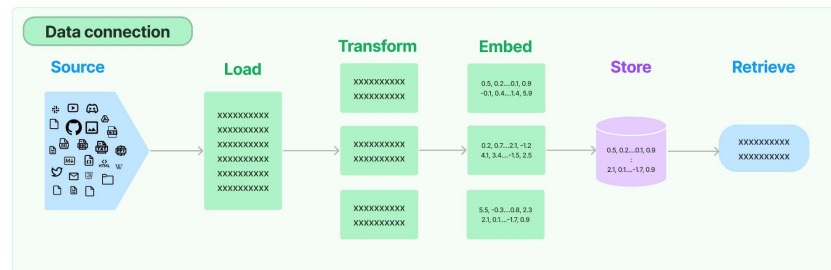 Data connection
Source
Load
Transform
Embed
Store
Retrieve
XXXXXXXXXX
XXXXXXXXXX
XXXXXXXXXX
XXXXXXXXXX
XXXXXXXXXX
XXXXXXXXXX
XXXXXXXXXX
XXXXXXXXXX
XXXXXXXXXX
XXXXXXXXXX
XXXXXXXXXX
XXXXXXXXXX
0.5, 0.2....0.1, 0.9
-0.1, 0.4....1.4, 5.9
0.2, 0.7....2.1, -1.2
4.1, 3.4....-1.5, 2.5
5.5, -0.3....0.8, 2.3
2.1, 0.1....-1.7, 0.9
0.5, 0.2....0.1, 0.9
:
2.1, 0.1....-1.7, 0.9
XXXXXXXXXX
XXXXXXXXXX
HTML
W